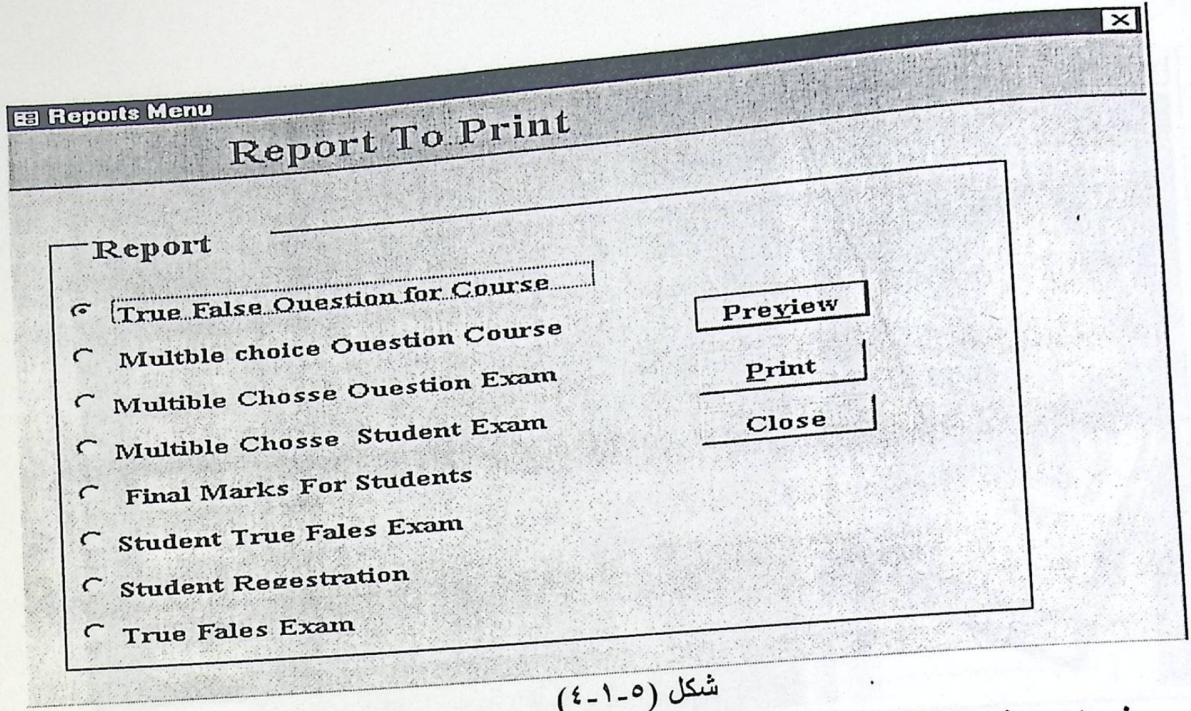 Reports Menu
Report To Print
Report
True False Question for Course
Multble choice Question Course
Multible Chosse Question Exam
Multible Chosse Student Exam
Final Marks For Students
Student True Fales Exam
Student Regestration
True Fales Exam
Preview
Print
Close
شكل (٥-١-٤)